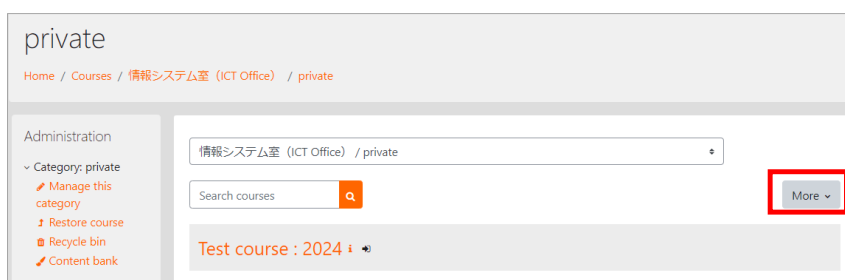 private
Home / Courses / 情報システム室（ICT Office） / private
Administration
Category: private
Manage this
category
Restore course
Recycle bin
Content bank
情報システム室（ICT Office） / private
Search courses
More
Test course : 2024